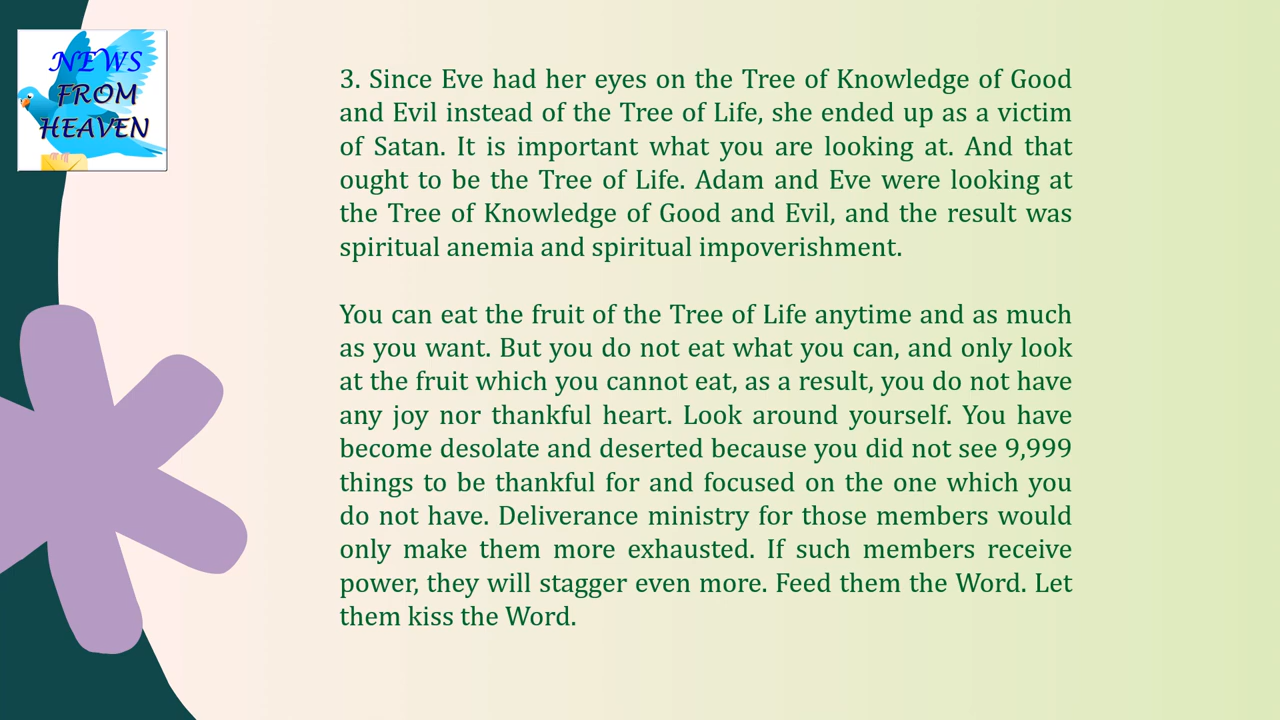 NEWS
FROM
HEAVEN
3. Since Eve had her eyes on the Tree of Knowledge of Good
and Evil instead of the Tree of Life, she ended up as a victim
of Satan. It is important what you are looking at. And that
ought to be the Tree of Life. Adam and Eve were looking at
the Tree of Knowledge of Good and Evil, and the result was
spiritual anemia and spiritual impoverishment.
You can eat the fruit of the Tree of Life anytime and as much
as you want. But you do not eat what you can, and only look
at the fruit which you cannot eat, as a result, you do not have
any joy nor thankful heart. Look around yourself. You have
become desolate and deserted because you did not see 9,999
things to be thankful for and focused on the one which you
do not have. Deliverance ministry for those members would
only make them more exhausted. If such members receive
power, they will stagger even more. Feed them the Word. Let
them kiss the Word.